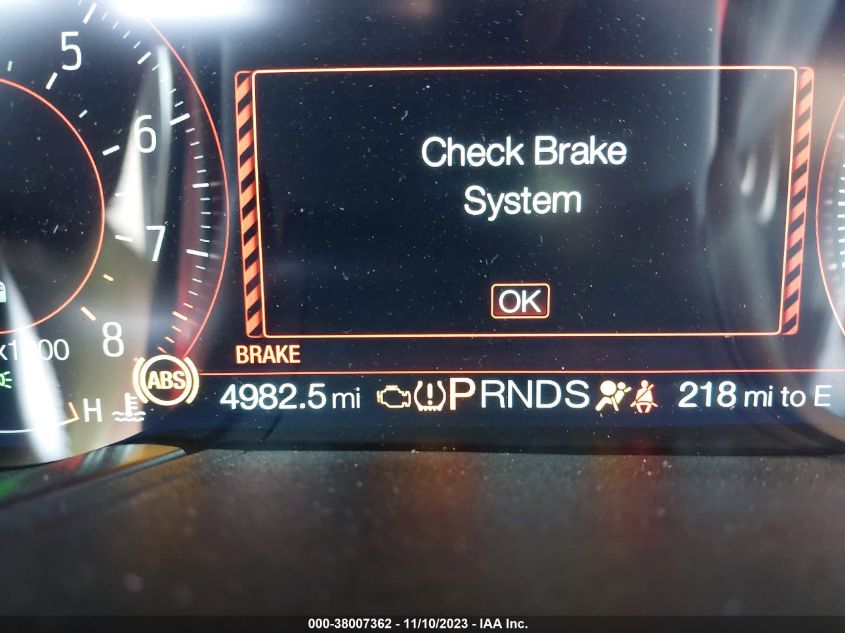 5
6
7
8
x1000
H
Check Brake
System
OK
BRAKE
ABS
4982.5 mi
PRNDS
218 mi to E
000-38007362 - 11/10/2023 - IAA Inc.